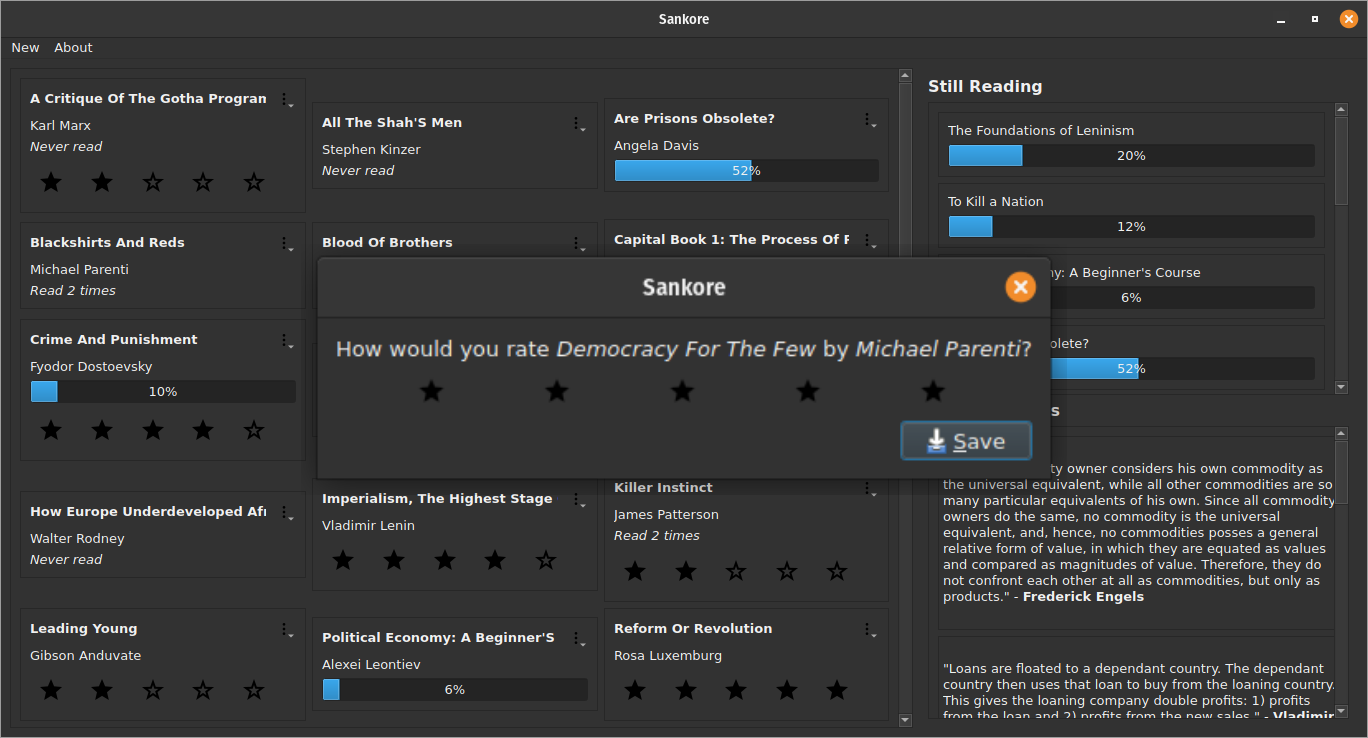 Sankore
New About
A Critique Of The Gotha Progran
Karl Marx
Never read
All The Shah'S Men
Stephen Kinzer
Never read
Are Prisons Obsolete?
Angela Davis
52%
Blackshirts And Reds
Michael Parenti
Read 2 times
Blood Of Brothers
Capital Book 1: The Process Of
Crime And Punishment
Fyodor Dostoevsky
10%
Sankore
How would you rate Democracy For The Few by Michael Parenti?
Save
How Europe Underdeveloped
Walter Rodney
Never read
Imperialism, The Highest Stage
Vladimir Lenin
Killer Instinct
James Patterson
Read 2 times
Leading Young
Gibson Anduvate
Political Economy: A Beginner'S
Alexei Leontiev
6%
Reform Or Revolution
Rosa Luxemburg
Still Reading
The Foundations of Leninism
20%
To Kill a Nation
12%
: A Beginner's Course
6%
52%
owner considers his own commodity as
the universal equivalent, while all other commodities are so
many particular equivalents of his own. Since all commodity
owners do the same, no commodity is the universal
equivalent, and, hence, no commodities posses a general
relative form of value, in which they are equated as values
and compared as magnitudes of value. Therefore, they do
not confront each other at all as commodities, but only as
products." - Frederick Engels
"Loans are floated to a dependant country. The dependant
country then uses that loan to buy from the loaning country.
This gives the loaning company double profits: 1) profits
from the loan and 2) profits from the new sales." - Vladimir